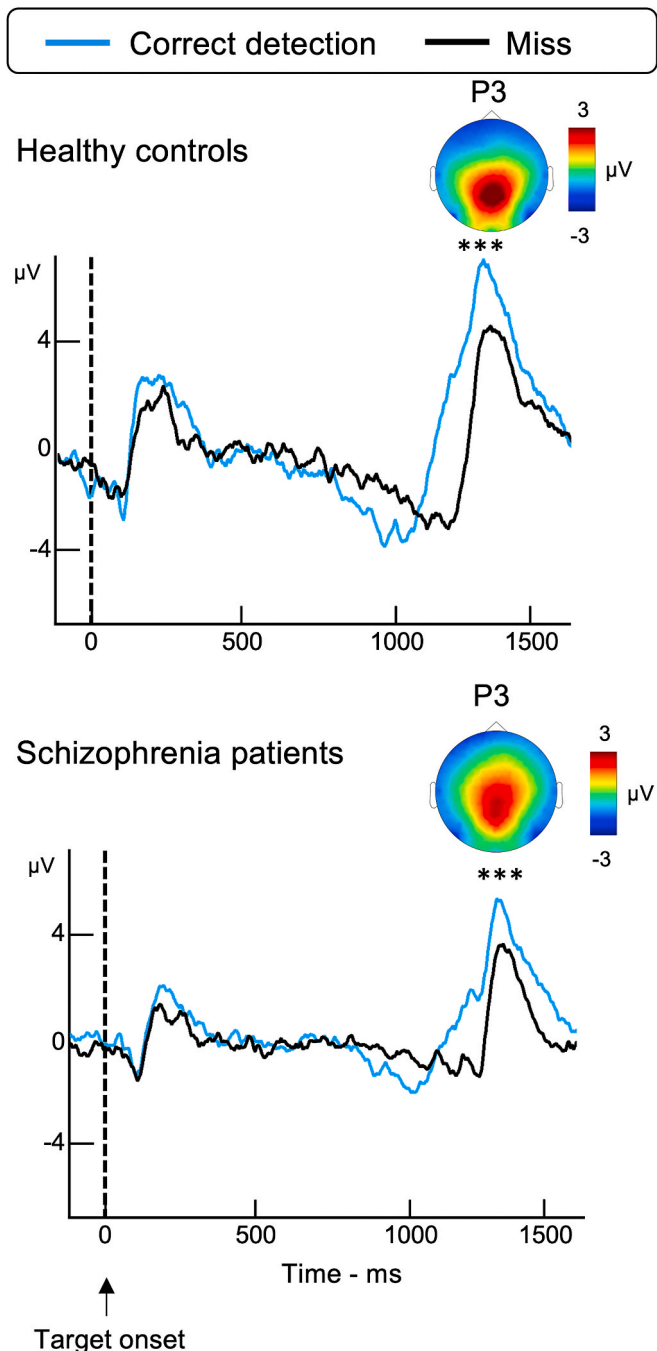 Correct detection Miss
P3
Healthy controls
3
µV
-3
***
µV
4
0
-4
0 500 1000 1500
P3
Schizophrenia patients
3
µV
-3
***
µV
4
0
-4
0 500 1000 1500
Time - ms
Target onset